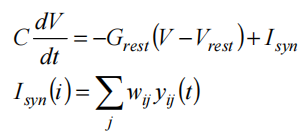 C dV/dt = -G_rest (V - V_rest) + I_syn
I_syn (i) = ∑_j w_ij y_ij (t)